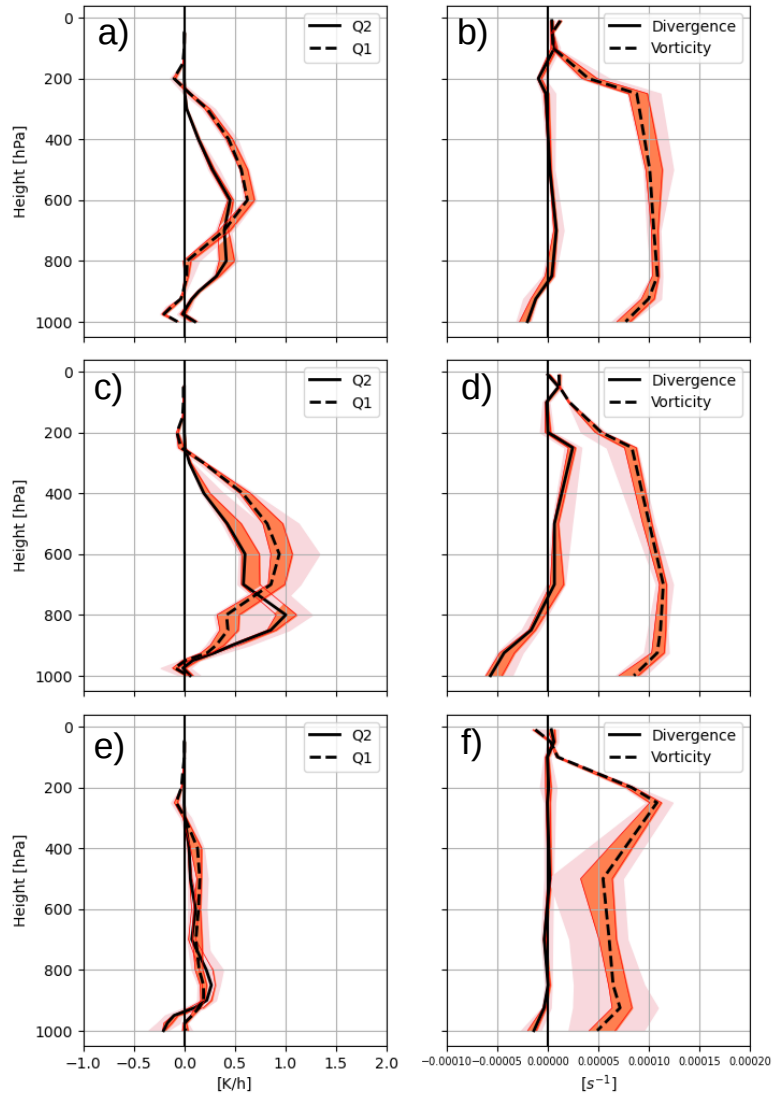 a)
Q2
Q1
0
200
400
600
800
1000
Height [hPa]
b)
Divergence
Vorticity
c)
Q2
Q1
0
200
400
600
800
1000
Height [hPa]
d)
Divergence
Vorticity
e)
Q2
Q1
0
200
400
600
800
1000
Height [hPa]
−1.0 −0.5 0.0 0.5 1.0 1.5 2.0
[K/h]
f)
Divergence
Vorticity
−0.00010 −0.00005 0.00000 0.00005 0.00010 0.00015 0.00020
[s⁻¹]